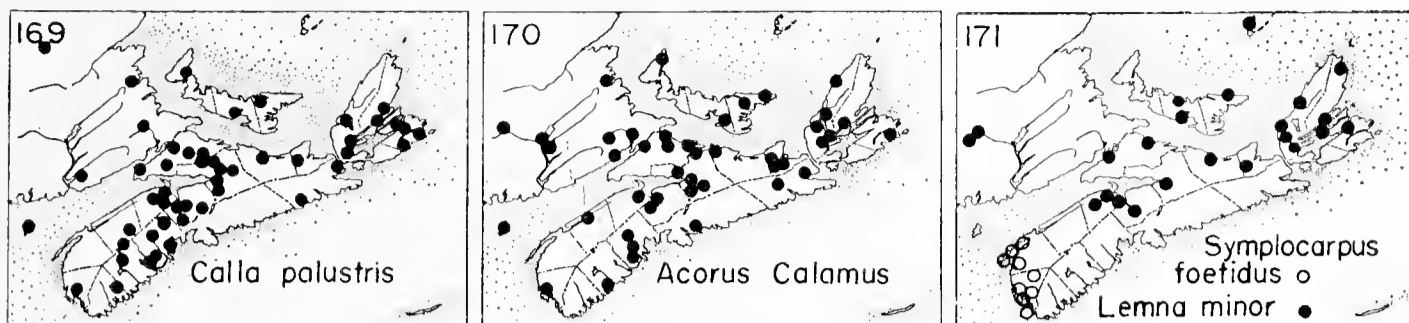 169
Calla palustris
170
Acorus Calamus
171
Symplocarpus
foetidus
Lemna minor